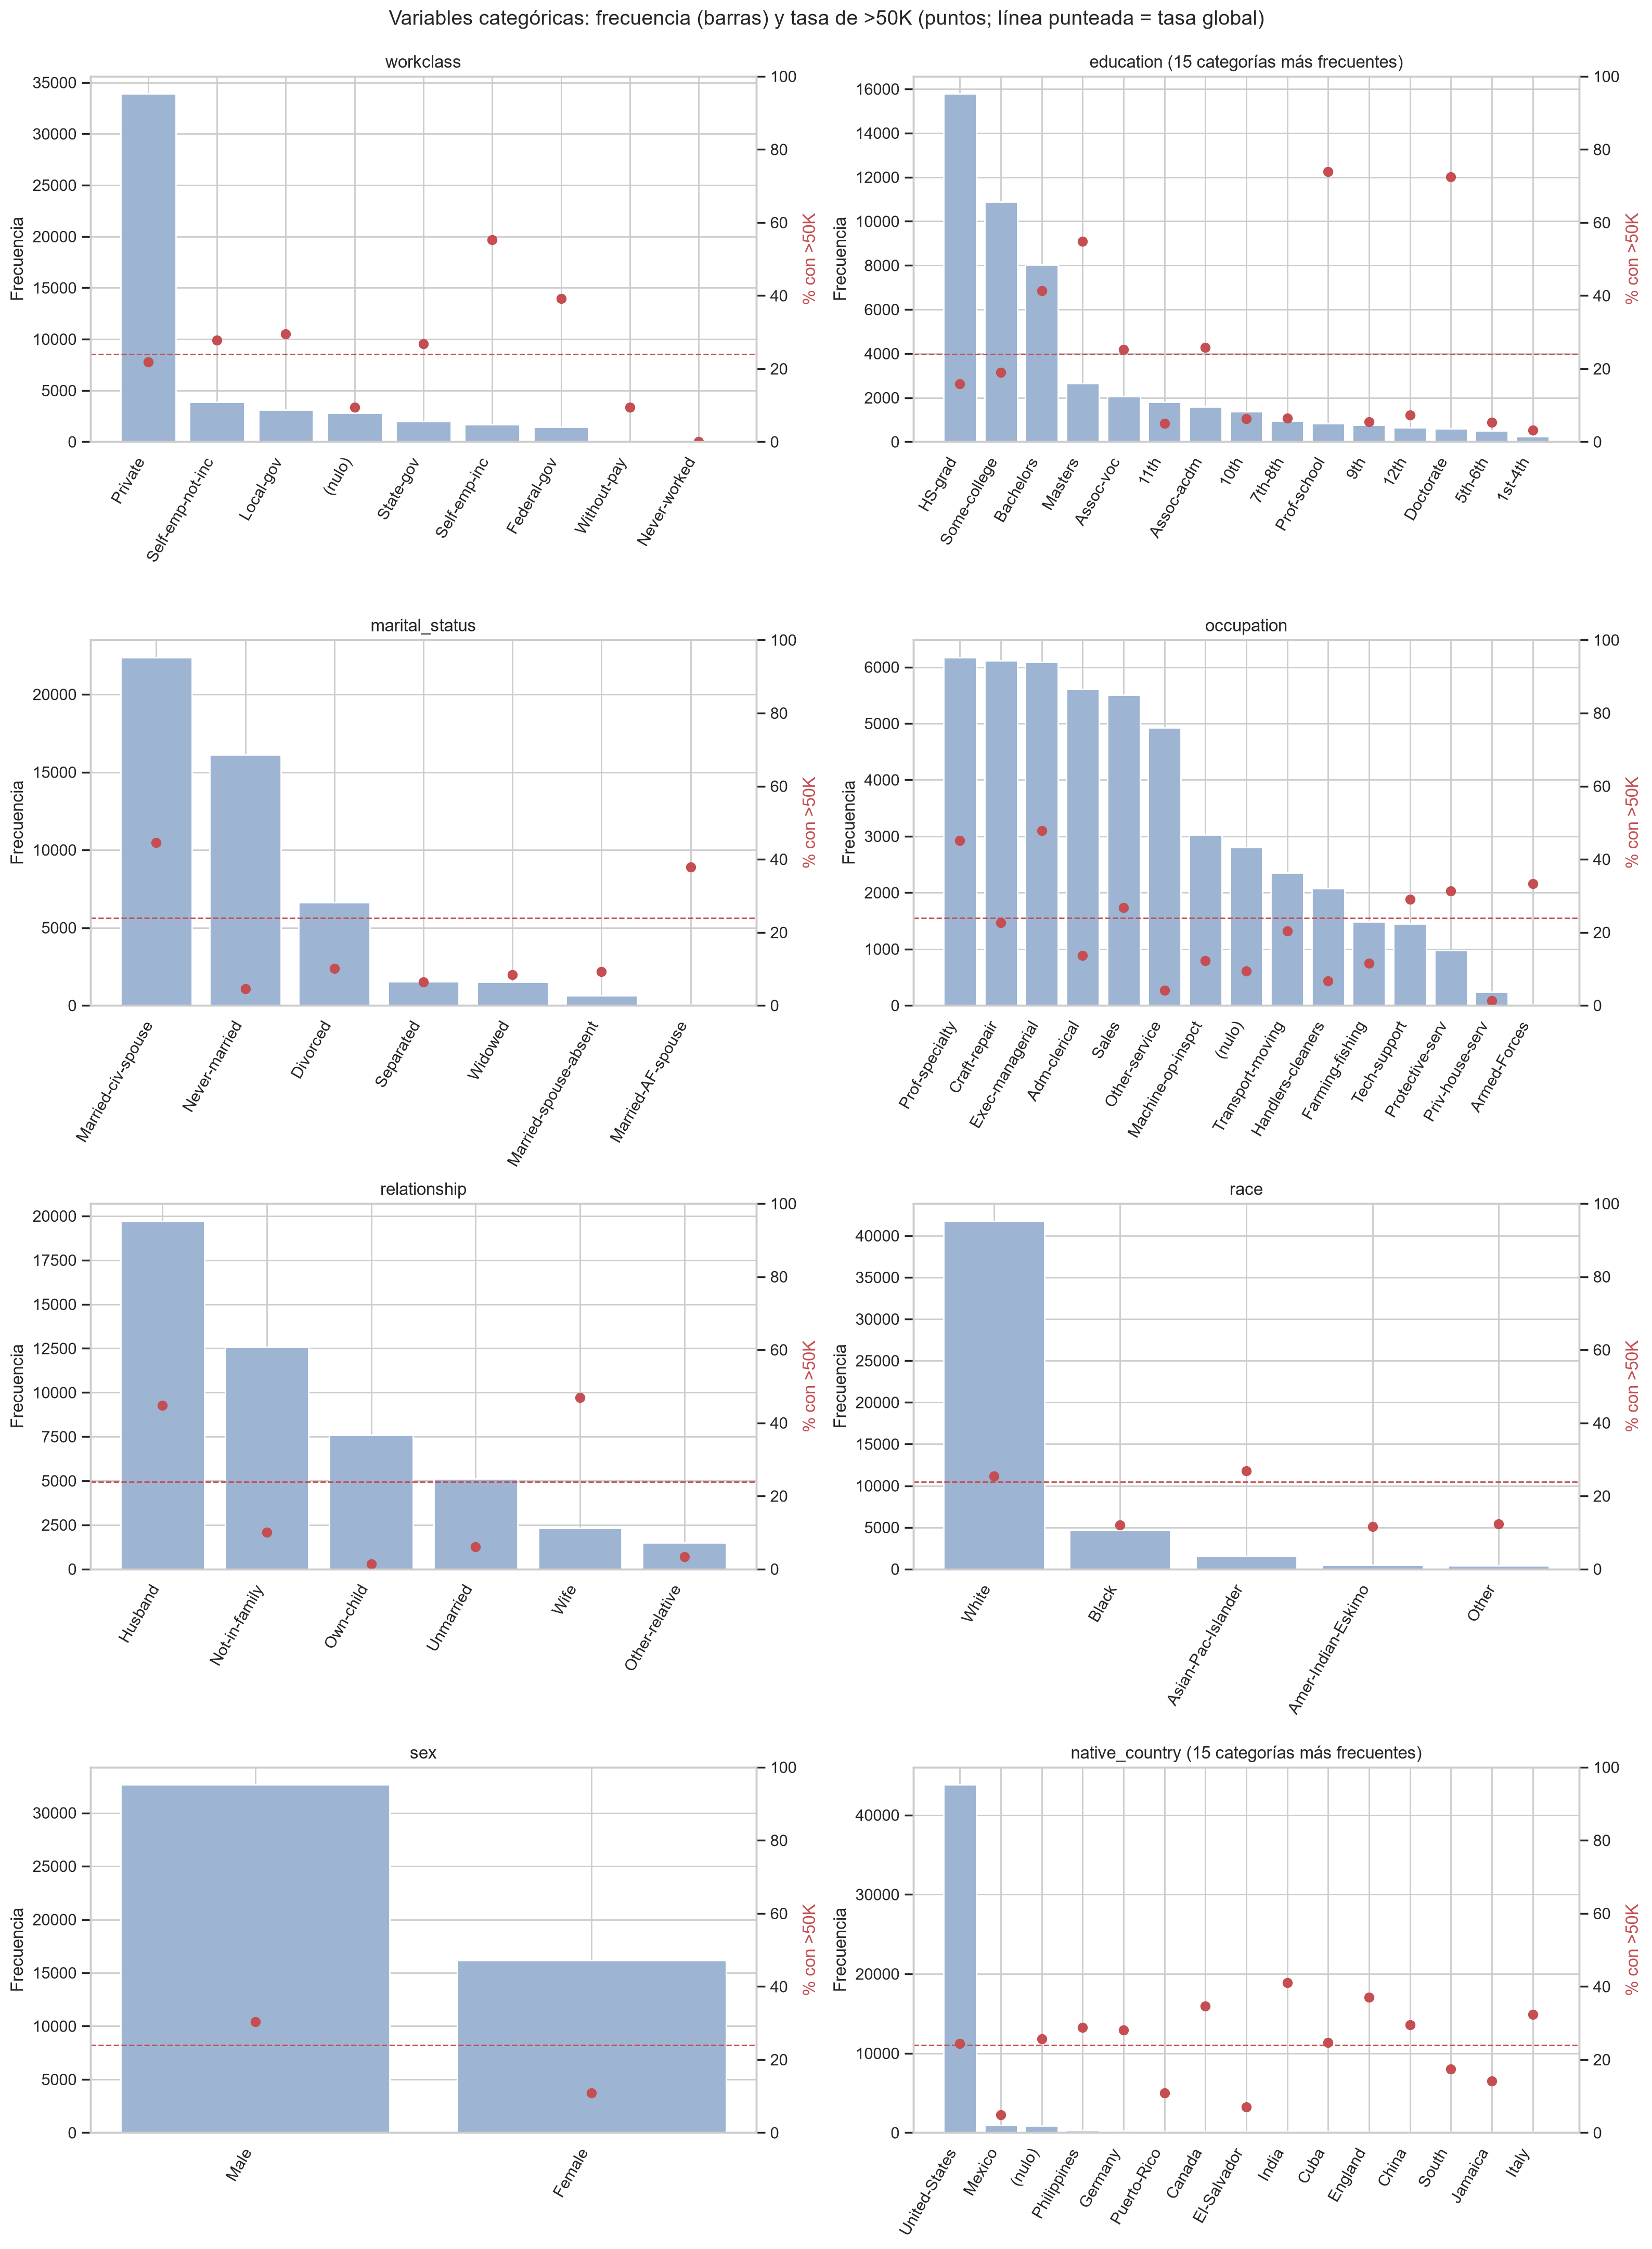 Variables categóricas: frecuencia (barras) y tasa de >50K (puntos; línea punteada = tasa global)
workclass
35000
30000
25000
20000
15000
10000
5000
0
Frecuencia
100
80
60
40
20
0
% con >50K
Private
Self-emp-not-inc
Local-gov
(nulo)
State-gov
Self-emp-inc
Federal-gov
Without-pay
Never-worked
education (15 categorías más frecuentes)
16000
14000
12000
10000
8000
6000
4000
2000
0
Frecuencia
100
80
60
40
20
0
% con >50K
HS-grad
Some-college
Bachelors
Masters
Assoc-voc
11th
Assoc-acdm
10th
7th-8th
Prof-school
9th
12th
Doctorate
5th-6th
1st-4th
marital_status
20000
15000
10000
5000
0
Frecuencia
100
80
60
40
20
0
% con >50K
Married-civ-spouse
Never-married
Divorced
Separated
Widowed
Married-spouse-absent
Married-AF-spouse
occupation
6000
5000
4000
3000
2000
1000
0
Frecuencia
100
80
60
40
20
0
% con >50K
Prof-specialty
Craft-repair
Exec-managerial
Adm-clerical
Sales
Other-service
Machine-op-inspct
(nulo)
Transport-moving
Handlers-cleaners
Farming-fishing
Tech-support
Protective-serv
Priv-house-serv
Armed-Forces
relationship
20000
17500
15000
12500
10000
7500
5000
2500
0
Frecuencia
100
80
60
40
20
0
% con >50K
Husband
Not-in-family
Own-child
Unmarried
Wife
Other-relative
race
40000
35000
30000
25000
20000
15000
10000
5000
0
Frecuencia
100
80
60
40
20
0
% con >50K
White
Black
Asian-Pac-Islander
Amer-Indian-Eskimo
Other
sex
30000
25000
20000
15000
10000
5000
0
Frecuencia
100
80
60
40
20
0
% con >50K
Male
Female
native_country (15 categorías más frecuentes)
40000
30000
20000
10000
0
Frecuencia
100
80
60
40
20
0
% con >50K
United-States
Mexico
(nulo)
Philippines
Germany
Puerto-Rico
Canada
El-Salvador
India
Cuba
England
China
South
Jamaica
Italy